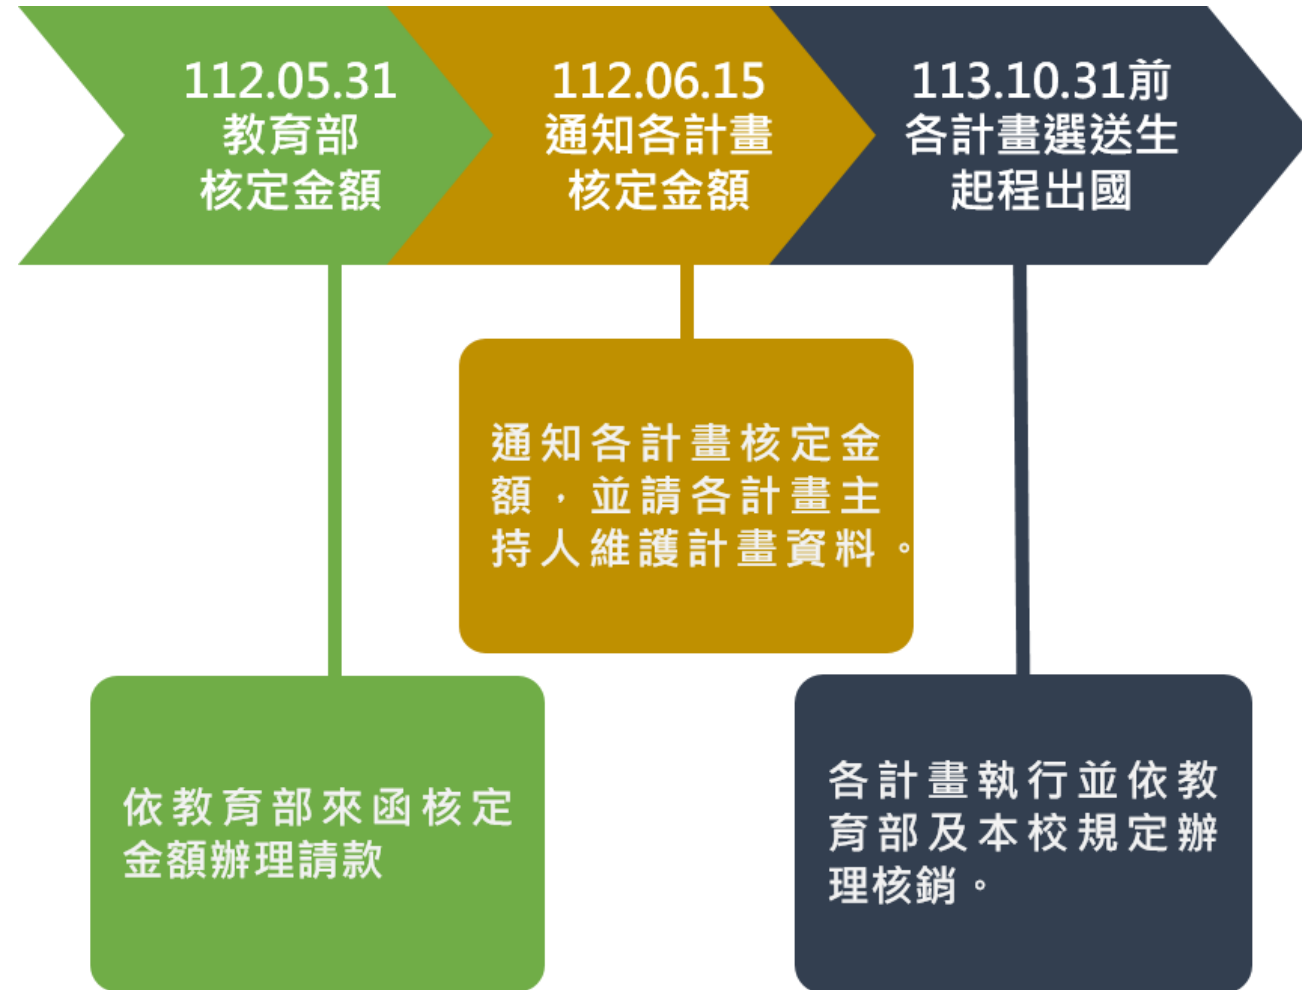 112.05.31
教育部
核定金額
112.06.15
通知各計畫
核定金額
113.10.31前
各計畫選送生
起程出國
通知各計畫核定金
額，並請各計畫主
持人維護計畫資料。
依教育部來函核定
金額辦理請款
各計畫執行並依教
育部及本校規定辦
理核銷。